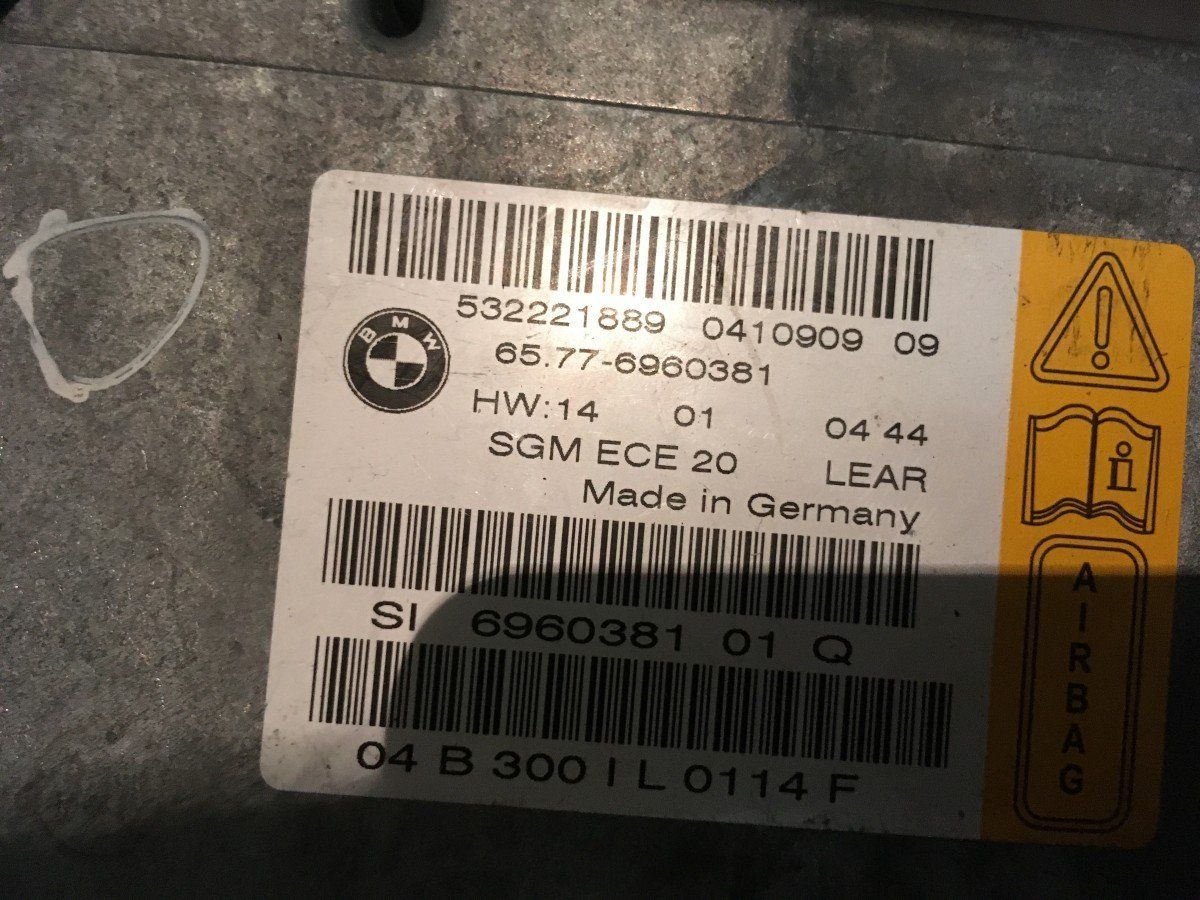 532221889 0410909 09
BMW
65.77-6960381
HW:14 01 04 44
SGM ECE 20 LEAR
Made in Germany
SI 6960381 01 Q
04 B 300 I L 0114 F
i
AIRBAG